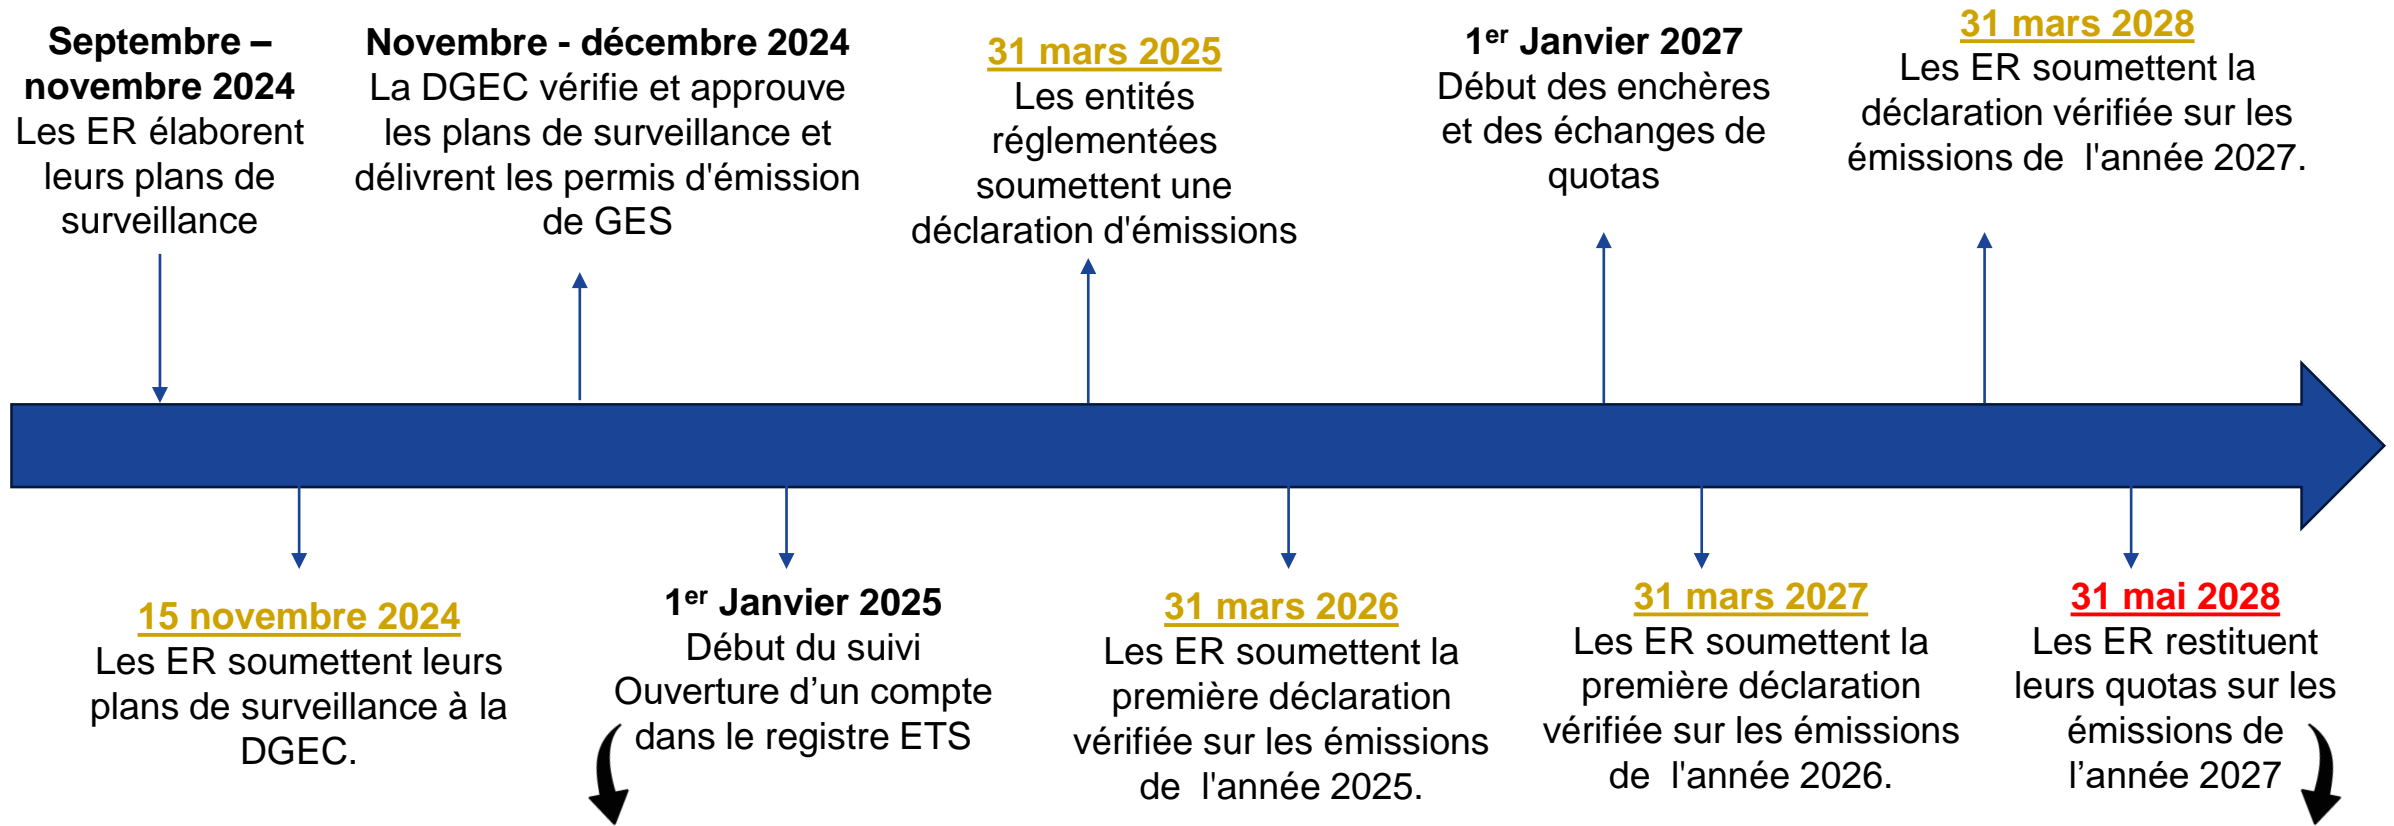 Septembre –
novembre 2024
Les ER élaborent
leurs plans de
surveillance
Novembre - décembre 2024
La DGEC vérifie et approuve
les plans de surveillance et
délivrent les permis d'émission
de GES
31 mars 2025
Les entités
réglementées
soumettent une
déclaration d'émissions
1er Janvier 2027
Début des enchères
et des échanges de
quotas
31 mars 2028
Les ER soumettent la
déclaration vérifiée sur les
émissions de  l'année 2027.
15 novembre 2024
Les ER soumettent leurs
plans de surveillance à la
DGEC.
1er Janvier 2025
Début du suivi
Ouverture d’un compte
dans le registre ETS
31 mars 2026
Les ER soumettent la
première déclaration
vérifiée sur les émissions
de  l'année 2025.
31 mars 2027
Les ER soumettent la
première déclaration
vérifiée sur les émissions
de  l'année 2026.
31 mai 2028
Les ER restituent
leurs quotas sur les
émissions de
l’année 2027